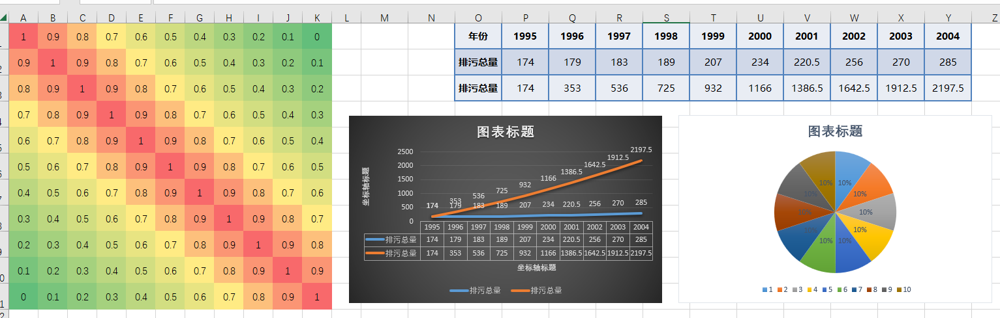 A B C D E F G H I J K L M N O P Q R S T U V W X Y Z
1 0.9 0.8 0.7 0.6 0.5 0.4 0.3 0.2 0.1 0
0.9 1 0.9 0.8 0.7 0.6 0.5 0.4 0.3 0.2 0.1
0.8 0.9 1 0.9 0.8 0.7 0.6 0.5 0.4 0.3 0.2
0.7 0.8 0.9 1 0.9 0.8 0.7 0.6 0.5 0.4 0.3
0.6 0.7 0.8 0.9 1 0.9 0.8 0.7 0.6 0.5 0.4
0.5 0.6 0.7 0.8 0.9 1 0.9 0.8 0.7 0.6 0.5
0.4 0.5 0.6 0.7 0.8 0.9 1 0.9 0.8 0.7 0.6
0.3 0.4 0.5 0.6 0.7 0.8 0.9 1 0.9 0.8 0.7
0.2 0.3 0.4 0.5 0.6 0.7 0.8 0.9 1 0.9 0.8
0.1 0.2 0.3 0.4 0.5 0.6 0.7 0.8 0.9 1 0.9
0 0.1 0.2 0.3 0.4 0.5 0.6 0.7 0.8 0.9 1
年份 1995 1996 1997 1998 1999 2000 2001 2002 2003 2004
排污总量 174 179 183 189 207 234 220.5 256 270 285
排污总量 174 353 536 725 932 1166 1386.5 1642.5 1912.5 2197.5
图表标题
坐标轴标题
2500
2000
1500
1000
500
0
174 353 536 725 932 1166 1386.5 1642.5 1912.5 2197.5
174 179 183 189 207 234 220.5 256 270 285
1995 1996 1997 1998 1999 2000 2001 2002 2003 2004
排污总量 174 179 183 189 207 234 220.5 256 270 285
排污总量 174 353 536 725 932 1166 1386.5 1642.5 1912.5 2197.5
坐标轴标题
排污总量 排污总量
图表标题
10% 10%
10% 10%
10% 10%
10% 10%
10% 10%
1 2 3 4 5 6 7 8 9 10